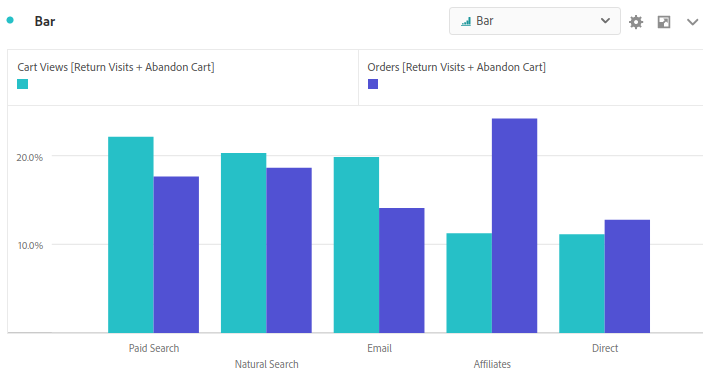 Bar
Bar
Cart Views [Return Visits + Abandon Cart]
Orders [Return Visits + Abandon Cart]
20.0%
10.0%
Paid Search
Natural Search
Email
Affiliates
Direct